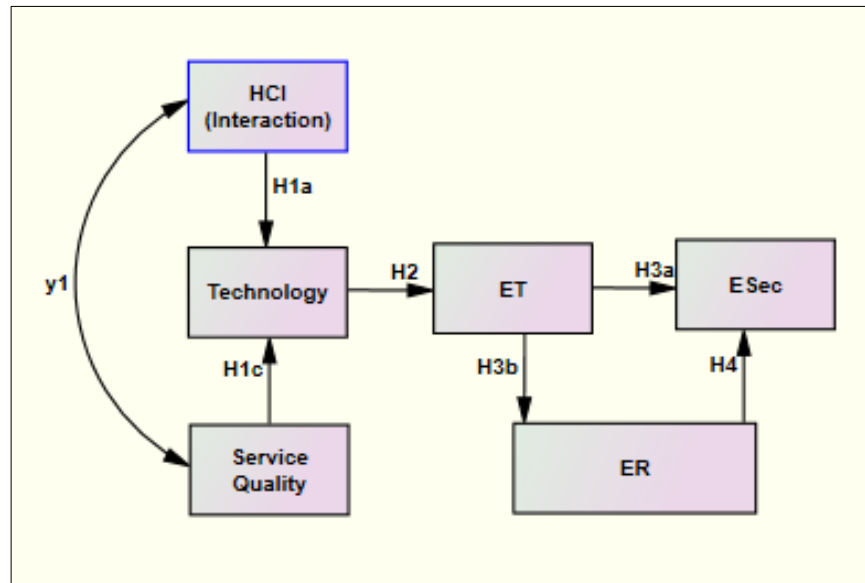 HCI
(Interaction)
H1a
Technology
H2
ET
H3a
ESec
y1
H1c
H3b
H4
Service
Quality
ER